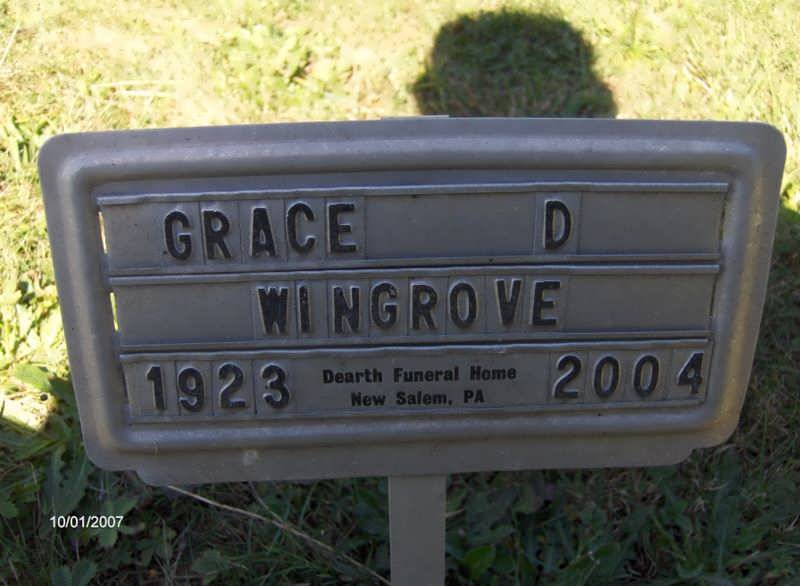 GRACE D
WINGROVE
1923 Dearth Funeral Home 2004
New Salem, PA
10/01/2007